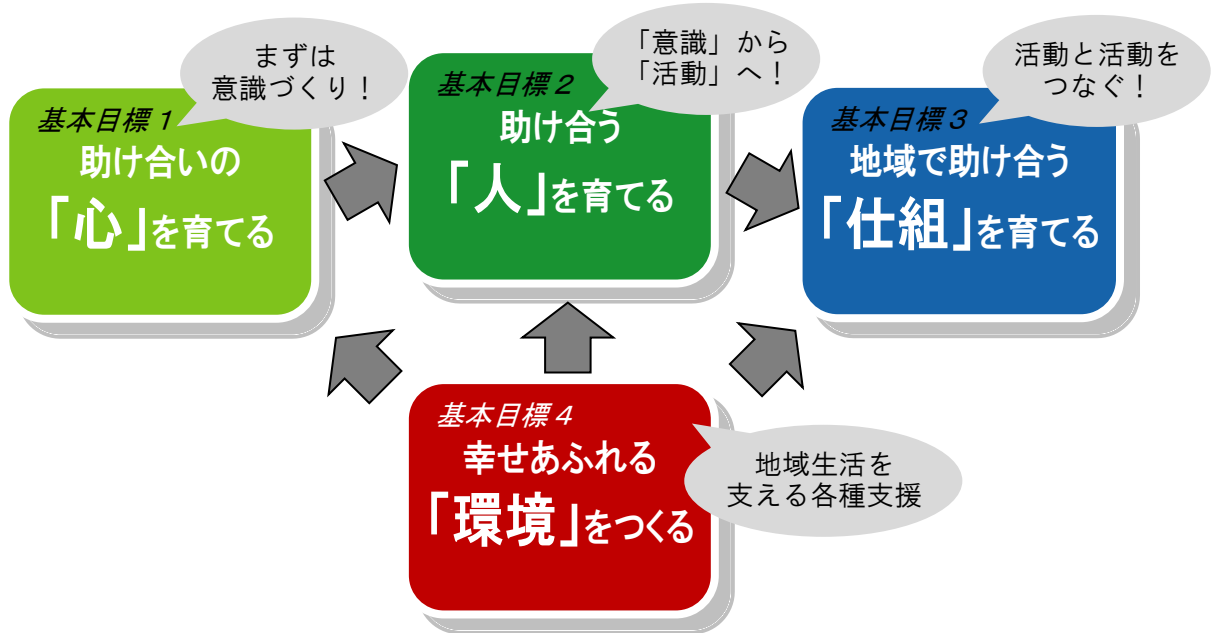 まずは
意識づくり！
基本目標１
助け合いの
「心」を育てる
「意識」から
「活動」へ！
基本目標２
助け合う
「人」を育てる
活動と活動を
つなぐ！
基本目標３
地域で助け合う
「仕組」を育てる
基本目標４
幸せあふれる
「環境」をつくる
地域生活を
支える各種支援